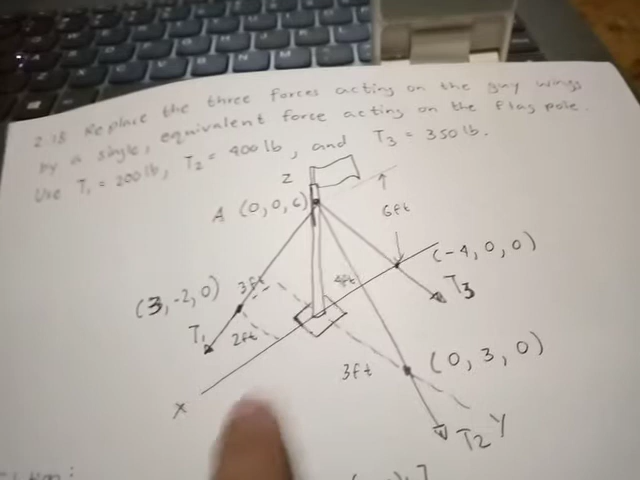 2.18 Replace the three forces acting on the guy wings
by a single, equivalent force acting on the flag pole.
Use T1 = 200 lb, T2 = 400 lb, and T3 = 350 lb.
Z
A (0, 0, 6)
6ft
(-4, 0, 0)
3ft
4ft
(3, -2, 0)
T3
T1
2ft
(0, 3, 0)
3ft
X
T2 Y